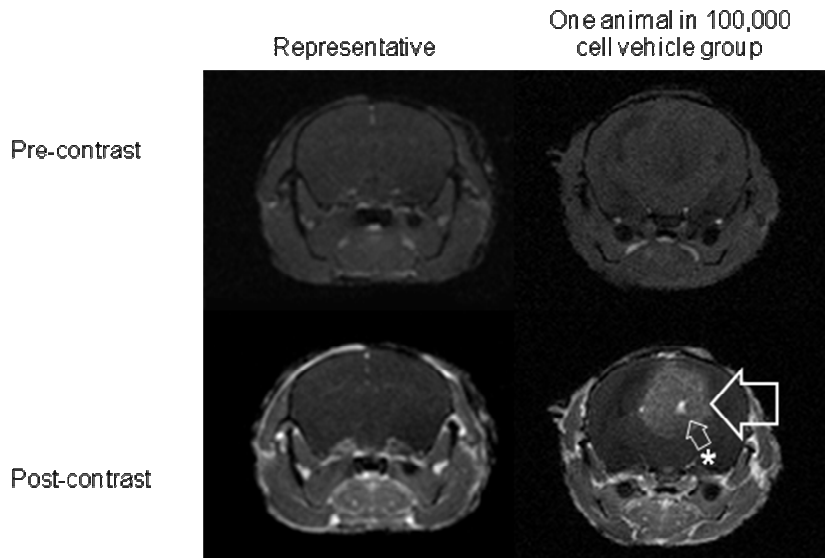 Representative
One animal in 100,000
cell vehicle group
Pre-contrast
Post-contrast
*